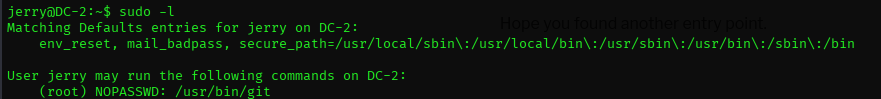 jerry@DC-2:~$ sudo -l
Matching Defaults entries for jerry on DC-2:
Hope you found another entry point.
    env_reset, mail_badpass, secure_path=/usr/local/sbin\:/usr/local/bin\:/usr/sbin\:/usr/bin\:/sbin\:/bin
User jerry may run the following commands on DC-2:
    (root) NOPASSWD: /usr/bin/git